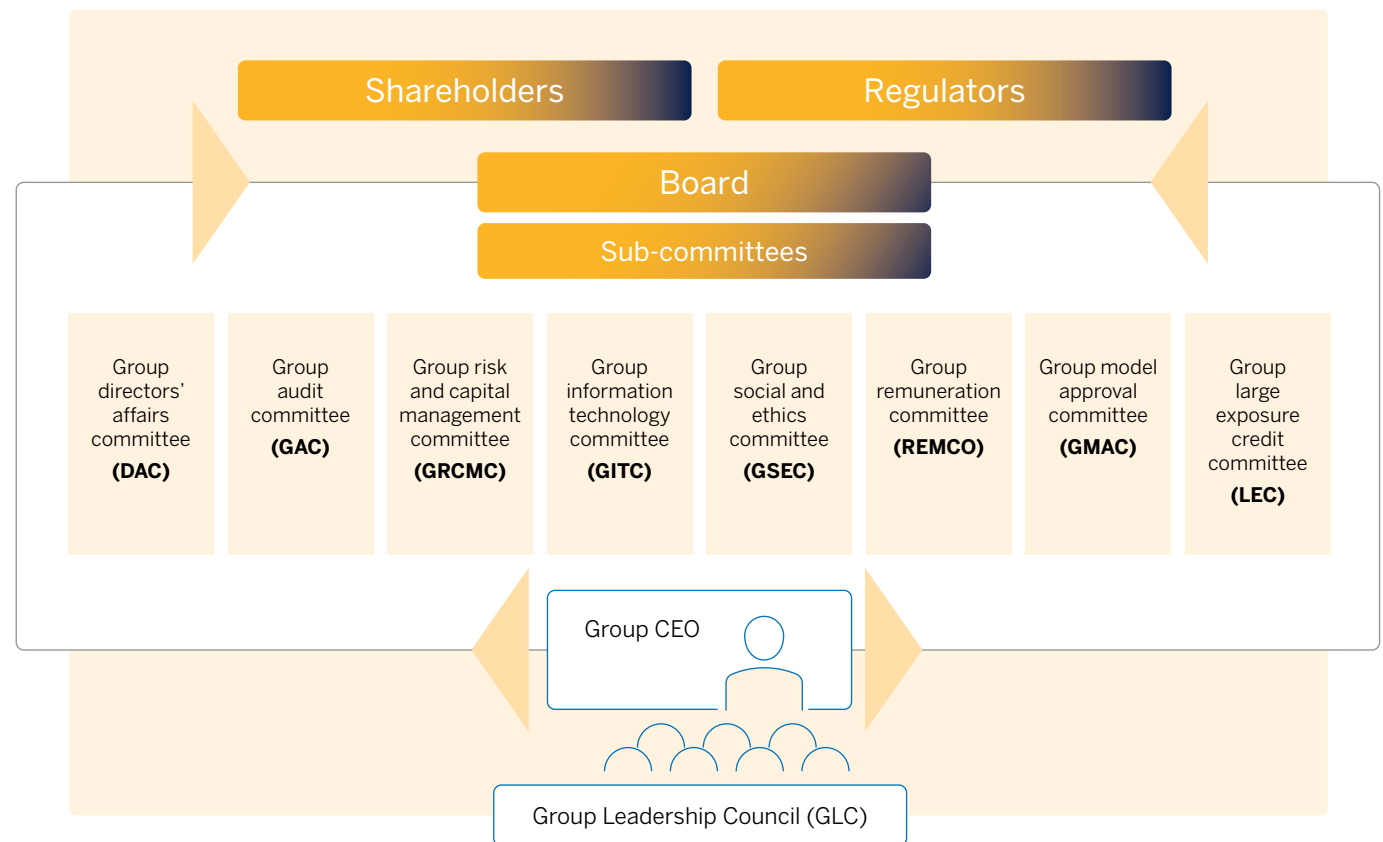 Shareholders
Regulators
Board
Sub-committees
Group
directors’
affairs
committee
(DAC)
Group
audit
committee
(GAC)
Group risk
and capital
management
committee
(GRCMC)
Group
information
technology
committee
(GITC)
Group
social and
ethics
committee
(GSEC)
Group
remuneration
committee
(REMCO)
Group model
approval
committee
(GMAC)
Group
large
exposure
credit
committee
(LEC)
Group CEO
Group Leadership Council (GLC)